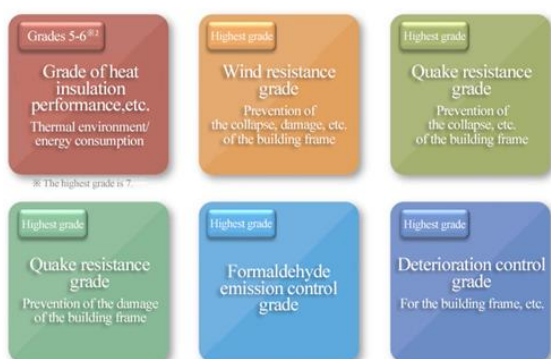 Grades 5-6※1
Grade of heat
insulation
performance,etc.
Thermal environment/
energy consumption
※ The highest grade is 7.
Highest grade
Wind resistance
grade
Prevention of
the collapse, damage, etc.
of the building frame
Highest grade
Quake resistance
grade
Prevention of
the collapse, etc.
of the building frame
Highest grade
Quake resistance
grade
Prevention of the damage
of the building frame
Highest grade
Formaldehyde
emission control
grade
Highest grade
Deterioration control
grade
For the building frame, etc.